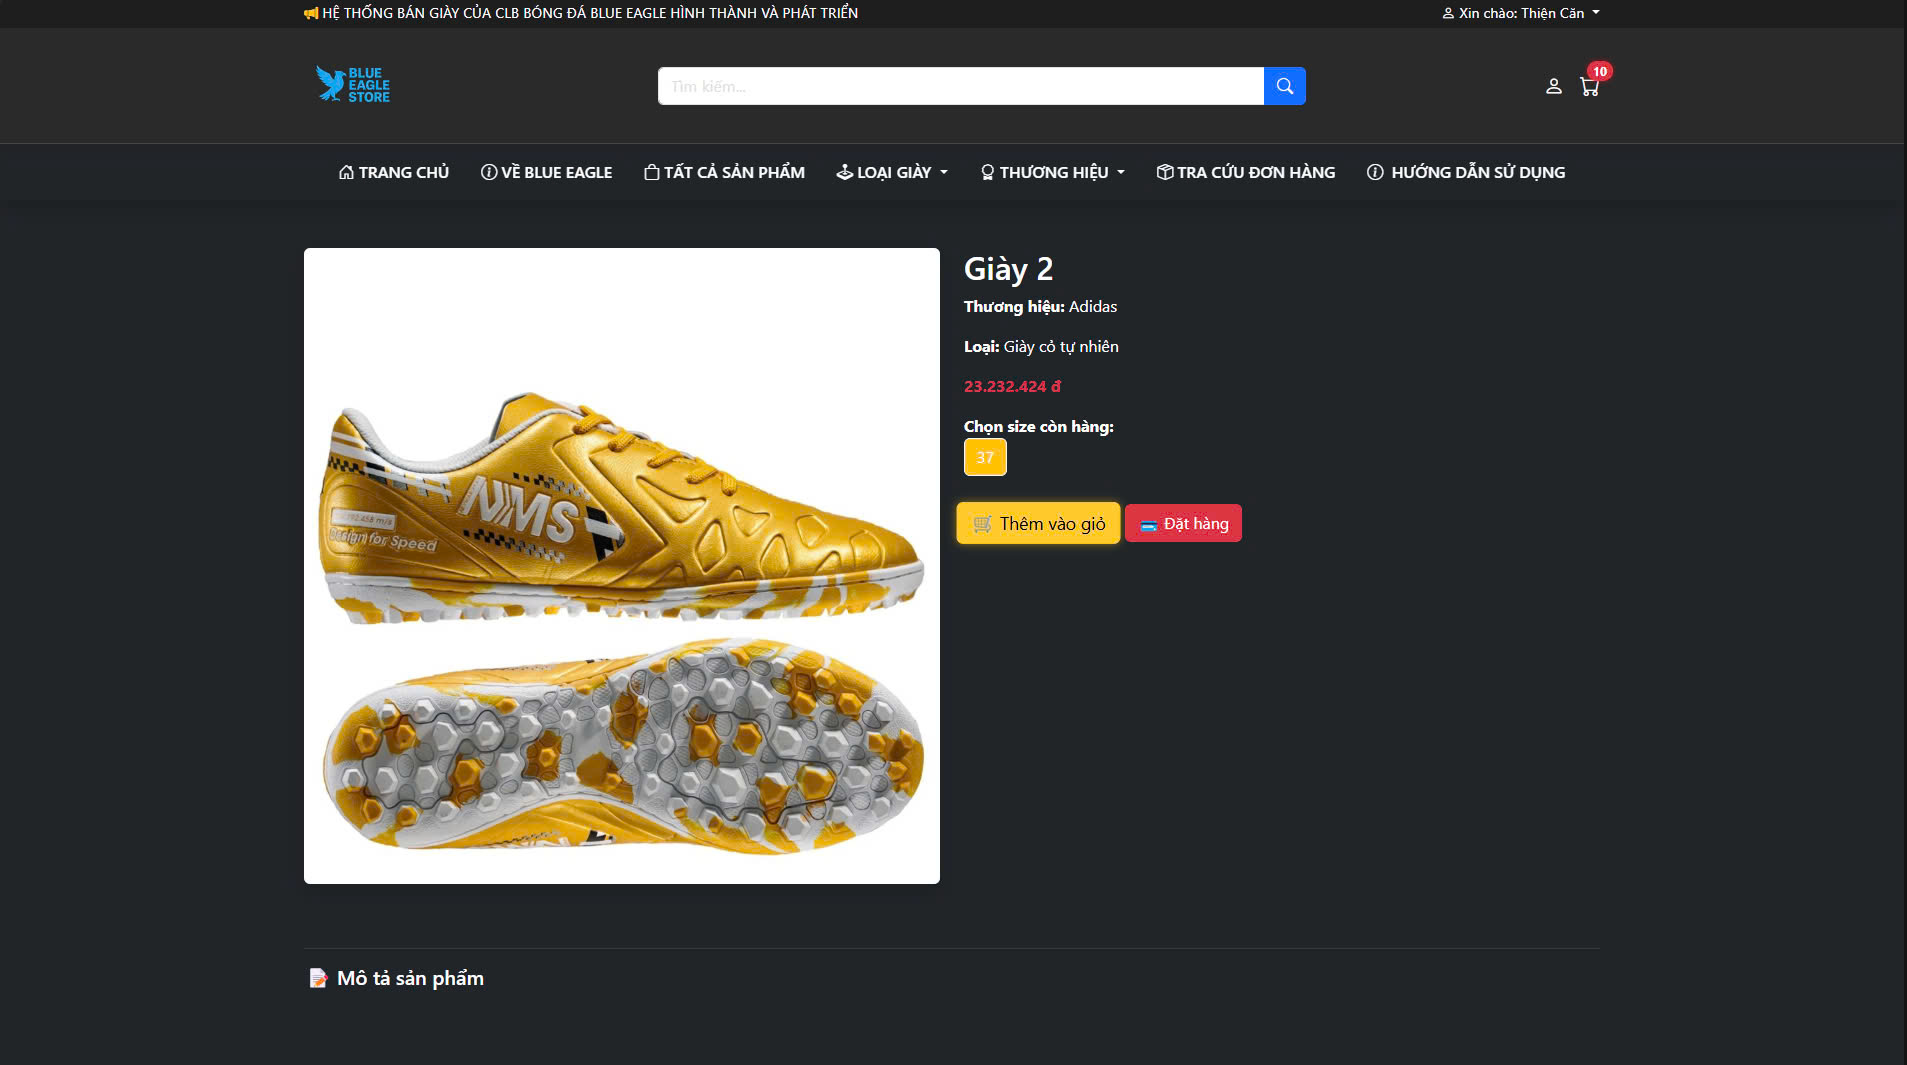 HỆ THỐNG BÁN GIÀY CỦA CLB BÓNG ĐÁ BLUE EAGLE HÌNH THÀNH VÀ PHÁT TRIỂN
Xin chào: Thiện Căn
BLUE
EAGLE
STORE
Tìm kiếm...
10
TRANG CHỦ
VỀ BLUE EAGLE
TẤT CẢ SẢN PHẨM
LOẠI GIÀY
THƯƠNG HIỆU
TRA CỨU ĐƠN HÀNG
HƯỚNG DẪN SỬ DỤNG
Giày 2
Thương hiệu: Adidas
Loại: Giày cỏ tự nhiên
23.232.424 đ
Chọn size còn hàng:
37
Thêm vào giỏ
Đặt hàng
NMS
Design for Speed
Mô tả sản phẩm